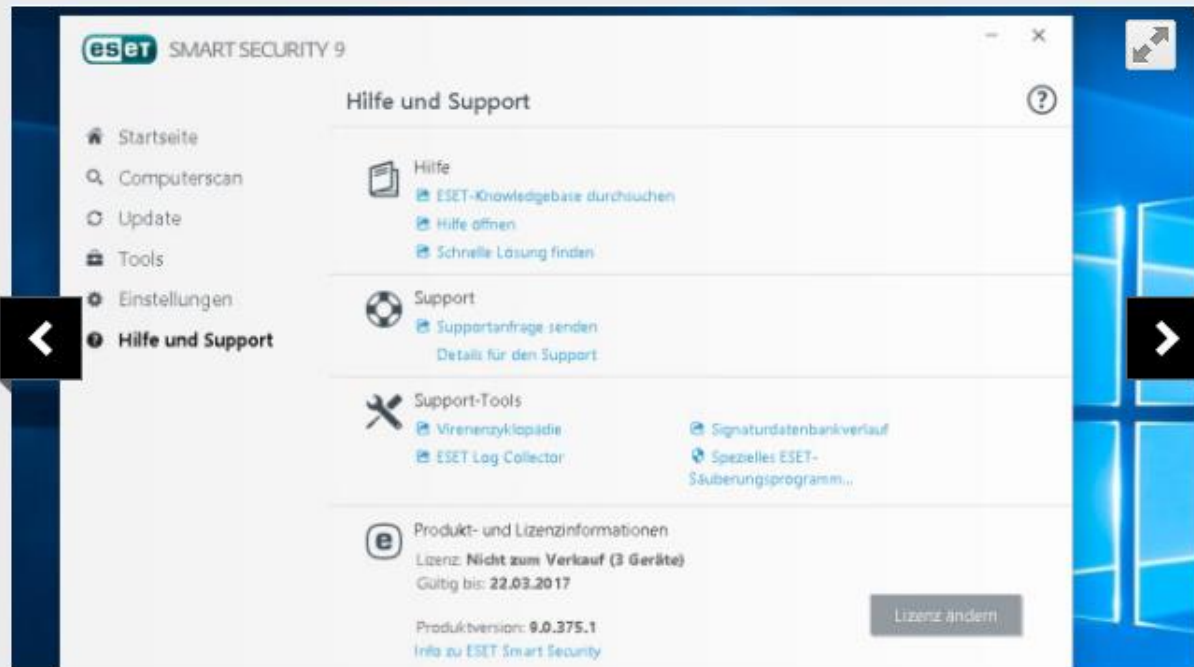 eset SMART SECURITY 9
Hilfe und Support
Startseite
Computerscan
Update
Tools
Einstellungen
Hilfe und Support
Hilfe
ESET-Knowledgebase durchsuchen
Hilfe öffnen
Schnelle Lösung finden
Support
Supportanfrage senden
Details für den Support
Support-Tools
Virenenzyklopädie
ESET Log Collector
Signaturdatenbankverlauf
Spezielles ESET-
Säuberungsprogramm...
Produkt- und Lizenzinformationen
Lizenz: Nicht zum Verkauf (3 Geräte)
Gültig bis: 22.03.2017
Produktversion: 9.0.375.1
Info zu ESET Smart Security
Lizenz ändern